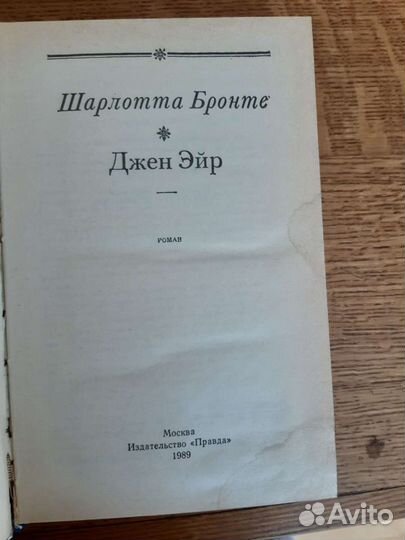 Шарлотта Бронте
Джен Эйр
РОМАН
Москва
Издательство «Правда»
1989
Avito